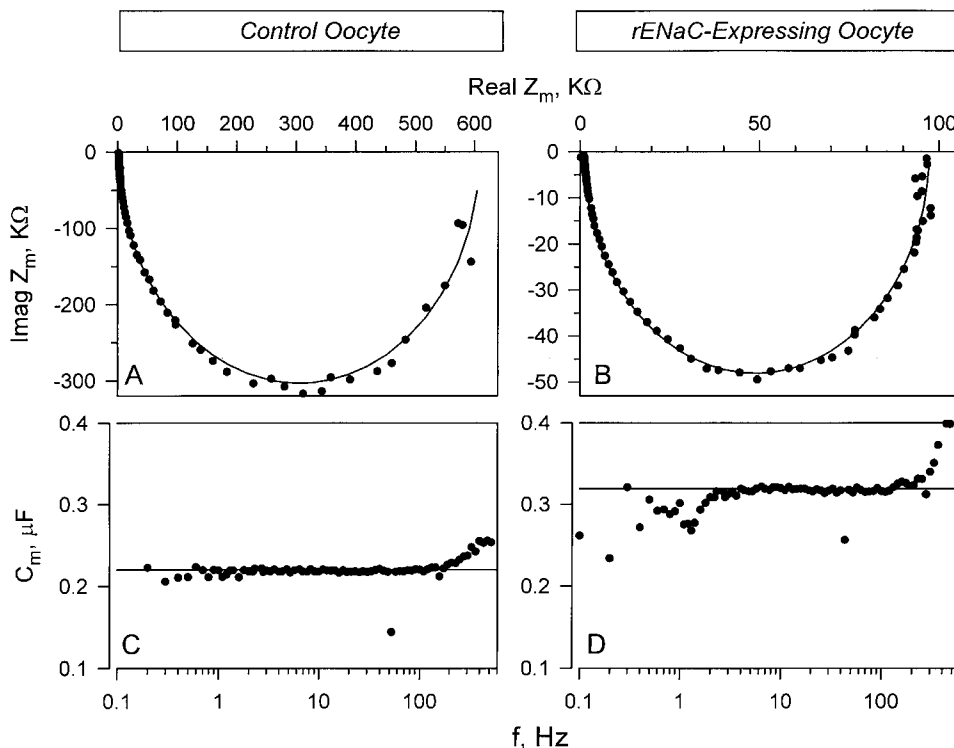 Control Oocyte
rENaC-Expressing Oocyte
Real Zm, KΩ
0 100 200 300 400 500 600
0 50 100
Imag Zm, KΩ
0
-100
-200
-300
A
0
-10
-20
-30
-40
-50
B
Cm, µF
0.4
0.3
0.2
0.1
C
0.4
0.3
0.2
0.1
D
0.1 1 10 100
0.1 1 10 100
f, Hz